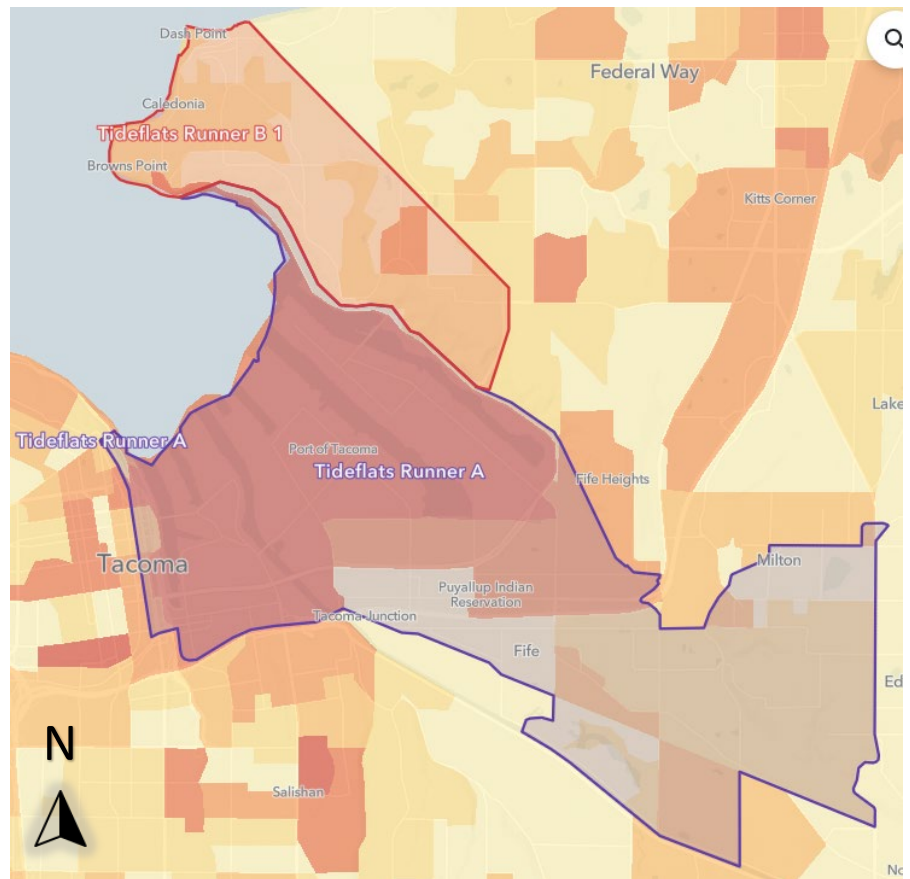 Dash Point
Federal Way
Caledonia
Tideflats Runner B 1
Browns Point
Kitts Corner
Lake
Tideflats Runner A
Port of Tacoma
Tideflats Runner A
Fife Heights
Tacoma
Milton
Puyallup Indian
Reservation
Tacoma Junction
Fife
Ed
N
Salishan
No